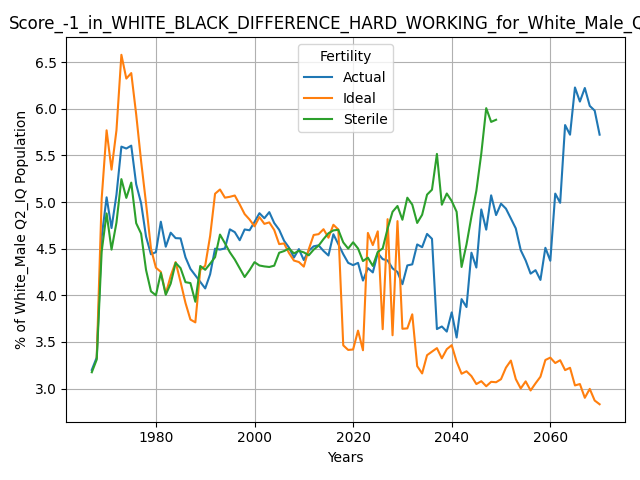 Score_-1_in_WHITE_BLACK_DIFFERENCE_HARD_WORKING_for_White_Male_
Fertility
Actual
Ideal
Sterile
% of White_Male Q2_IQ Population
6.5
6.0
5.5
5.0
4.5
4.0
3.5
3.0
1980
2000
2020
2040
2060
Years